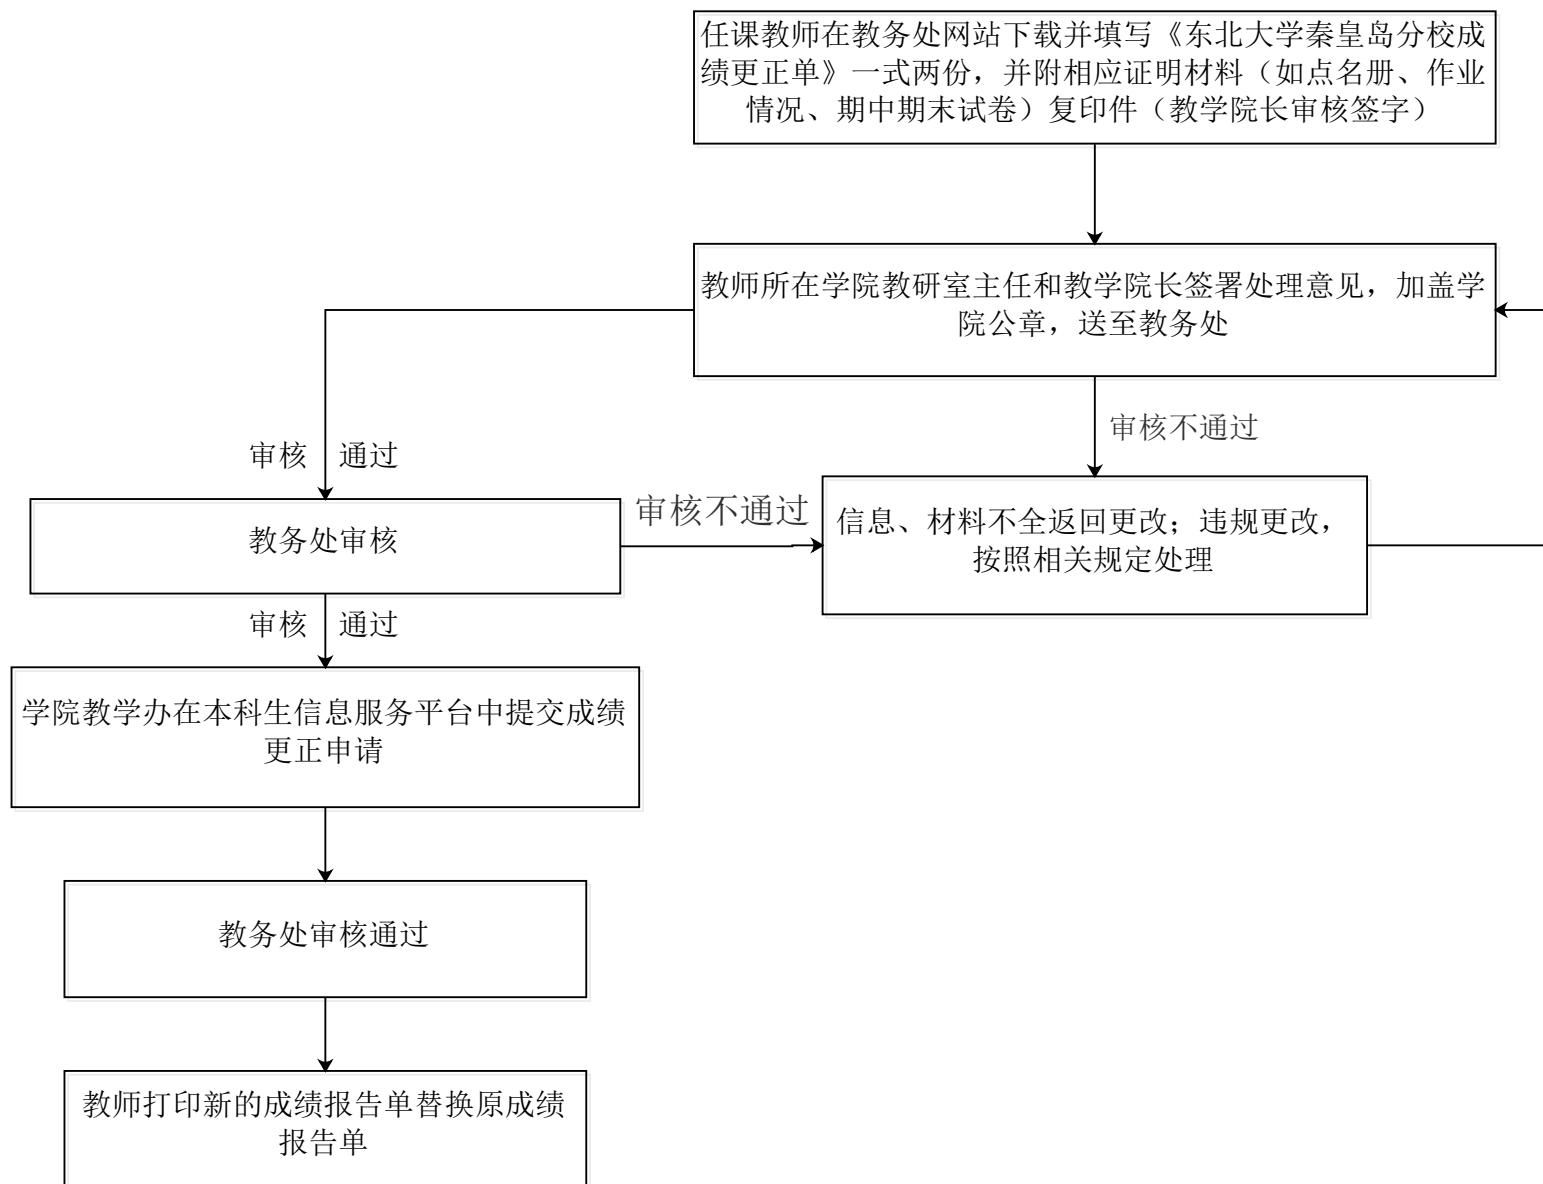 任课教师在教务处网站下载并填写《东北大学秦皇岛分校成
绩更正单》一式两份，并附相应证明材料（如点名册、作业
情况、期中期末试卷）复印件（教学院长审核签字）
教师所在学院教研室主任和教学院长签署处理意见，加盖学
院公章，送至教务处
审核不通过
审核 通过
教务处审核
审核不通过
信息、材料不全返回更改；违规更改，
按照相关规定处理
审核 通过
学院教学办在本科生信息服务平台中提交成绩
更正申请
教务处审核通过
教师打印新的成绩报告单替换原成绩
报告单